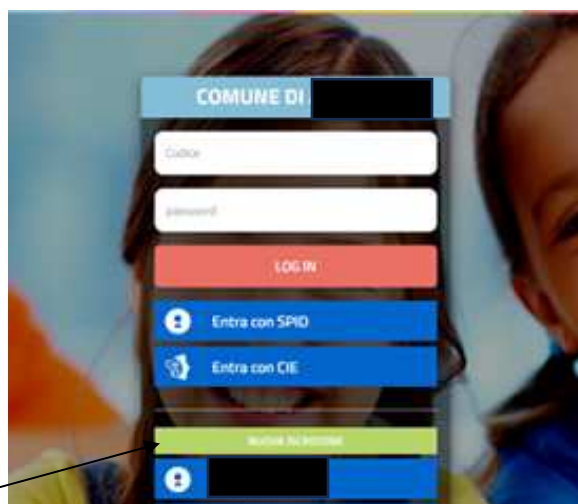 COMUNE DI
Codice
password
LOG IN
Entra con SPID
Entra con CIE
NUOVA ISCRIZIONE